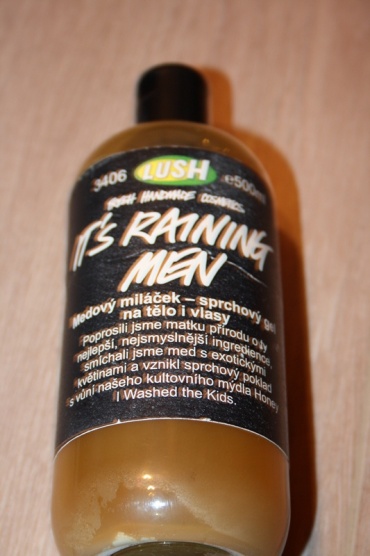 3406 LUSH e500ml
FRESH HANDMADE COSMETICS
IT'S RAINING
MEN
Medový miláček – sprchový gel
na tělo i vlasy
Poprosili jsme matku přírodu o ty
nejlepší, nejsmyslnější ingredience,
smíchali jsme med s exotickými
květinami a vznikl sprchový poklad
s vůní našeho kultovního mýdla Honey
I Washed the Kids.